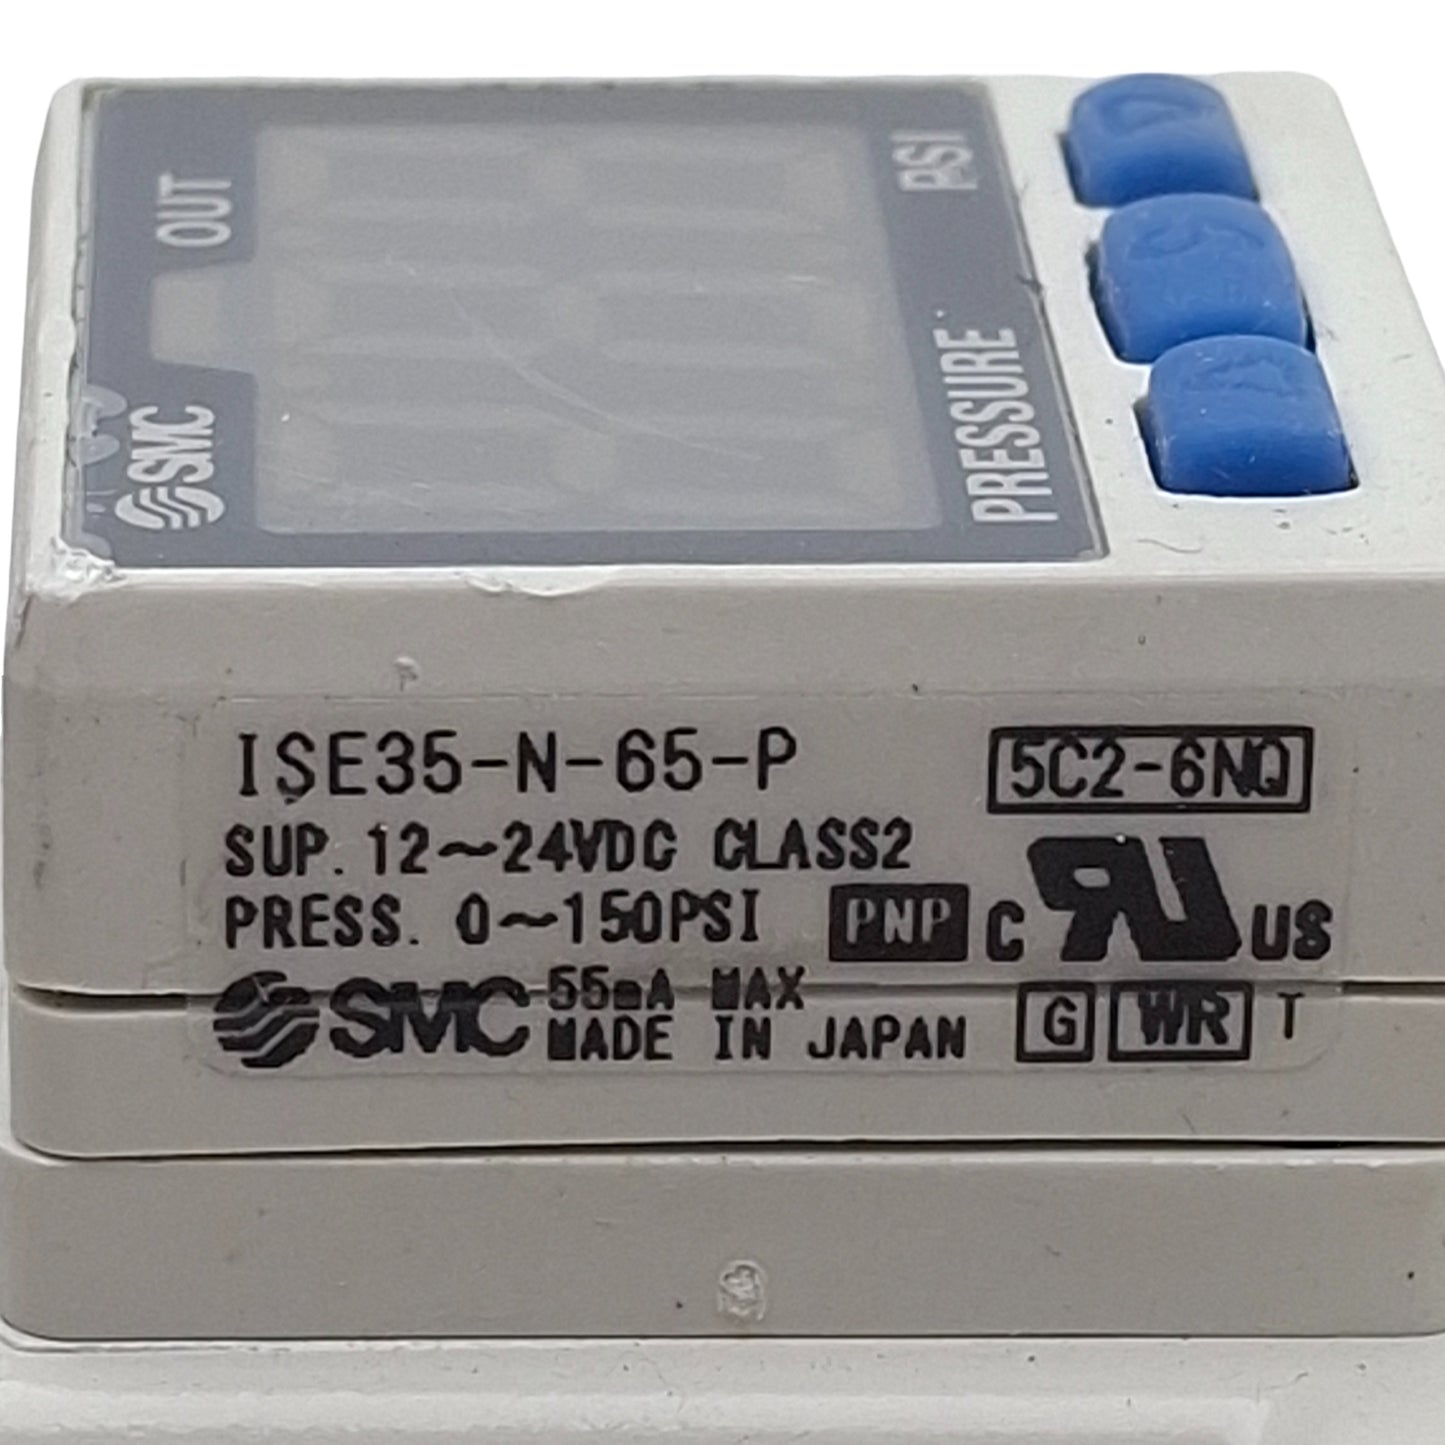 OUT
PSI
SMC
PRESSURE
ISE35-N-65-P
5C2-6NQ
SUP. 12~24VDC CLASS2
PRESS. 0~150PSI
PNP
C RU US
SMC
55mA MAX
MADE IN JAPAN
G WR T